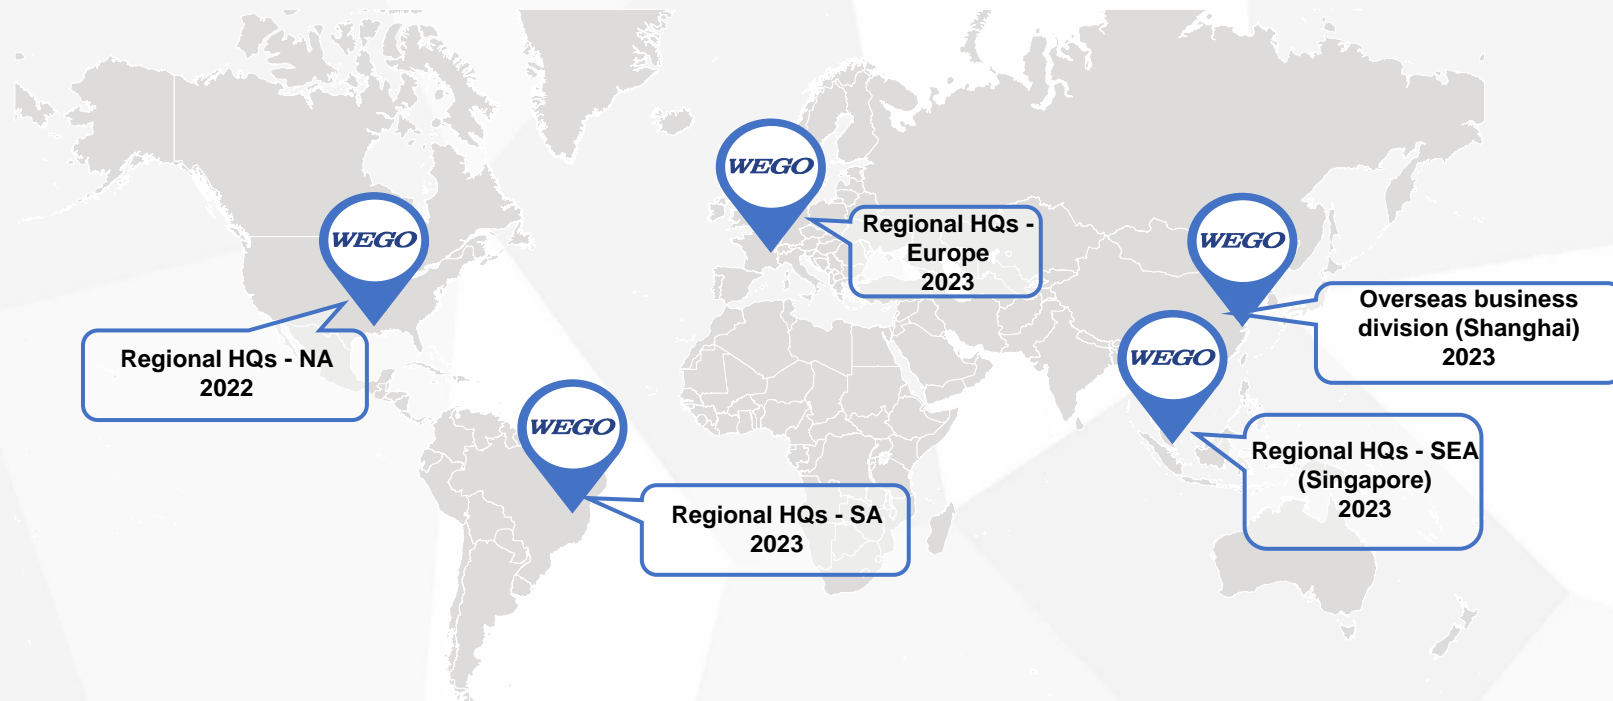 WEGO
WEGO
Regional HQs -
Europe
2023
WEGO
Overseas business
division (Shanghai)
2023
WEGO
Regional HQs - NA
2022
WEGO
Regional HQs - SEA
(Singapore)
2023
Regional HQs - SA
2023